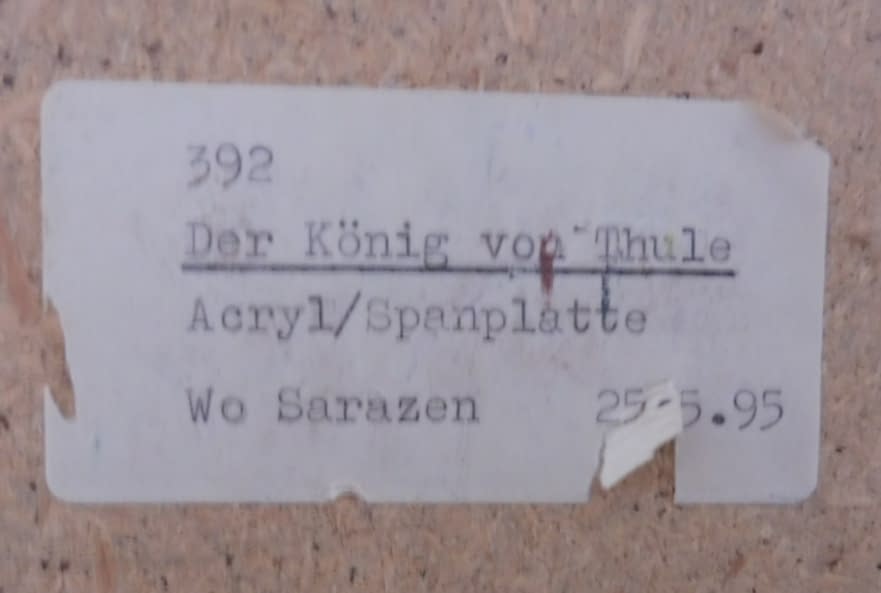 392
Der König von Thule
Acryl/Spanplatte
Wo Sarazen 25.5.95